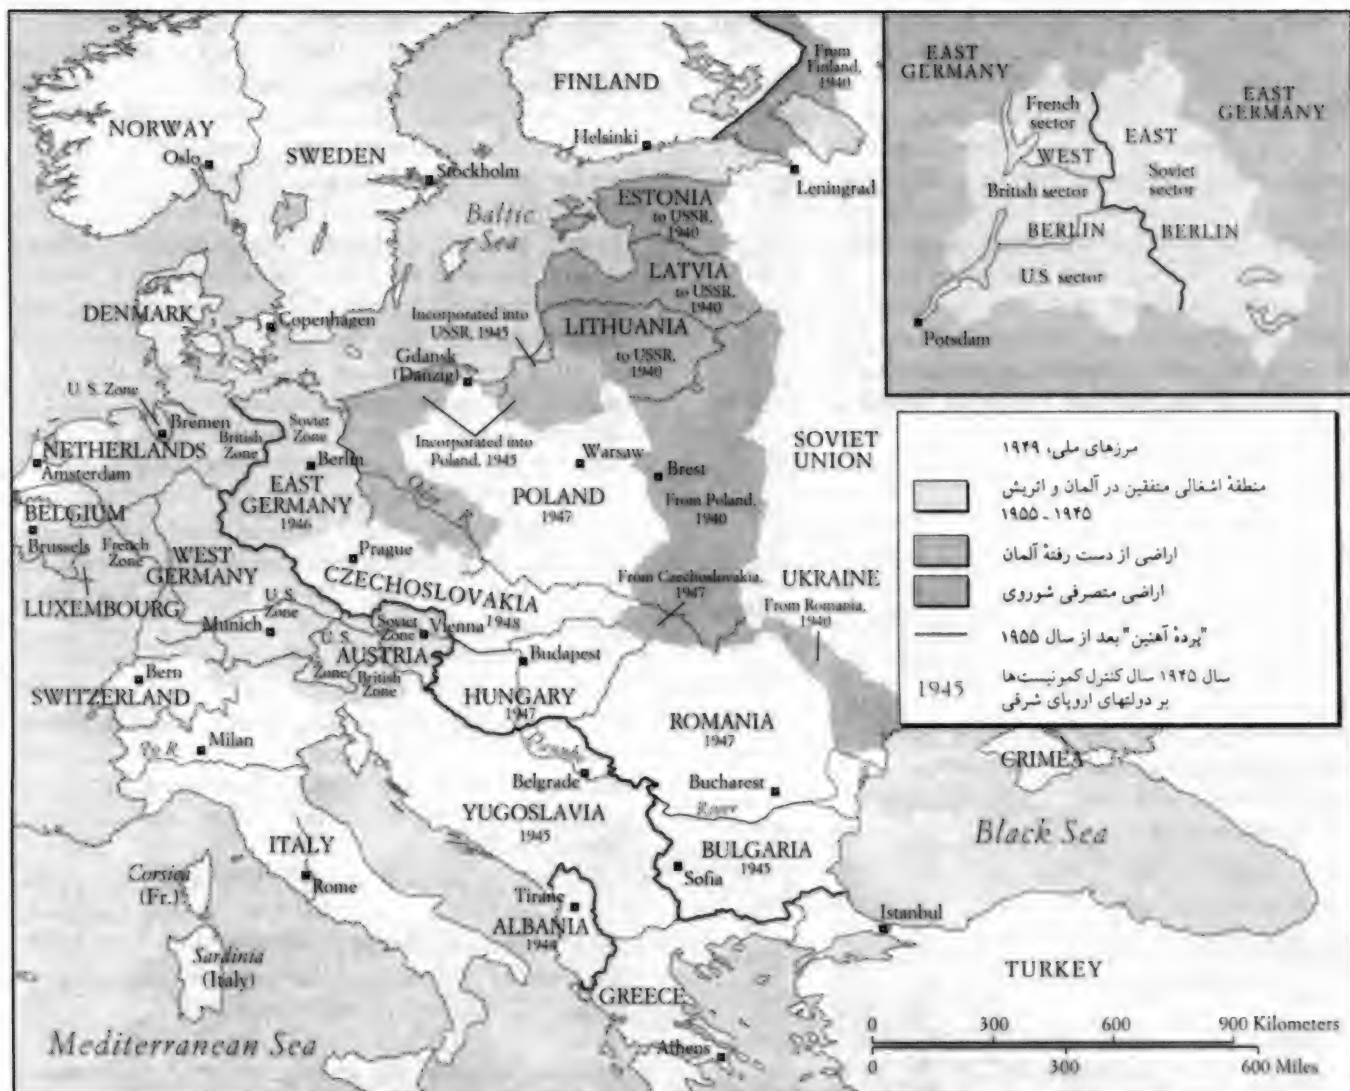 FINLAND
From
Finland,
1940
NORWAY
Oslo
SWEDEN
Helsinki
Stockholm
Leningrad
ESTONIA
to USSR,
1940
Baltic
Sea
LATVIA
to USSR,
1940
DENMARK
Copenhagen
Incorporated into
USSR, 1945
LITHUANIA
to USSR,
1940
Gdansk
(Danzig)
U. S. Zone
Bremen
British
Zone
Soviet
Zone
NETHERLANDS
Amsterdam
Berlin
Incorporated into
Poland, 1945
Warsaw
Brest
SOVIET
UNION
EAST
GERMANY
1946
Oder R.
POLAND
1947
From Poland,
1940
BELGIUM
Brussels
French
Zone
WEST
GERMANY
Prague
CZECHOSLOVAKIA
1948
From Czechoslovakia,
1947
UKRAINE
From Romania,
1940
LUXEMBOURG
U.S.
Zone
Munich
Soviet
Zone
Vienna
U. S.
Zone
AUSTRIA
British
Zone
Budapest
Bern
SWITZERLAND
HUNGARY
1947
ROMANIA
1947
Po R.
Milan
Danube
Belgrade
Bucharest
River
CRIMEA
YUGOSLAVIA
1945
Black Sea
ITALY
BULGARIA
1945
Sofia
Corsica
(Fr.)
Rome
Tirane
ALBANIA
1944
Istanbul
Sardinia
(Italy)
GREECE
TURKEY
Athens
Mediterranean Sea
0 300 600 900 Kilometers
0 300 600 Miles
EAST
GERMANY
French
sector
EAST
GERMANY
EAST
WEST
Soviet
sector
British sector
BERLIN
BERLIN
U.S. sector
Potsdam
مرزهای ملی، ۱۹۴۹
منطقهٔ اشغالی متفقین در آلمان و اتریش
۱۹۴۵ ـ ۱۹۵۵
اراضی از دست رفتهٔ آلمان
اراضی متصرفی شوروی
"پردهٔ آهنین" بعد از سال ۱۹۵۵
1945
سال ۱۹۴۵ سال کنترل کمونیست‌ها
بر دولتهای اروپای شرقی